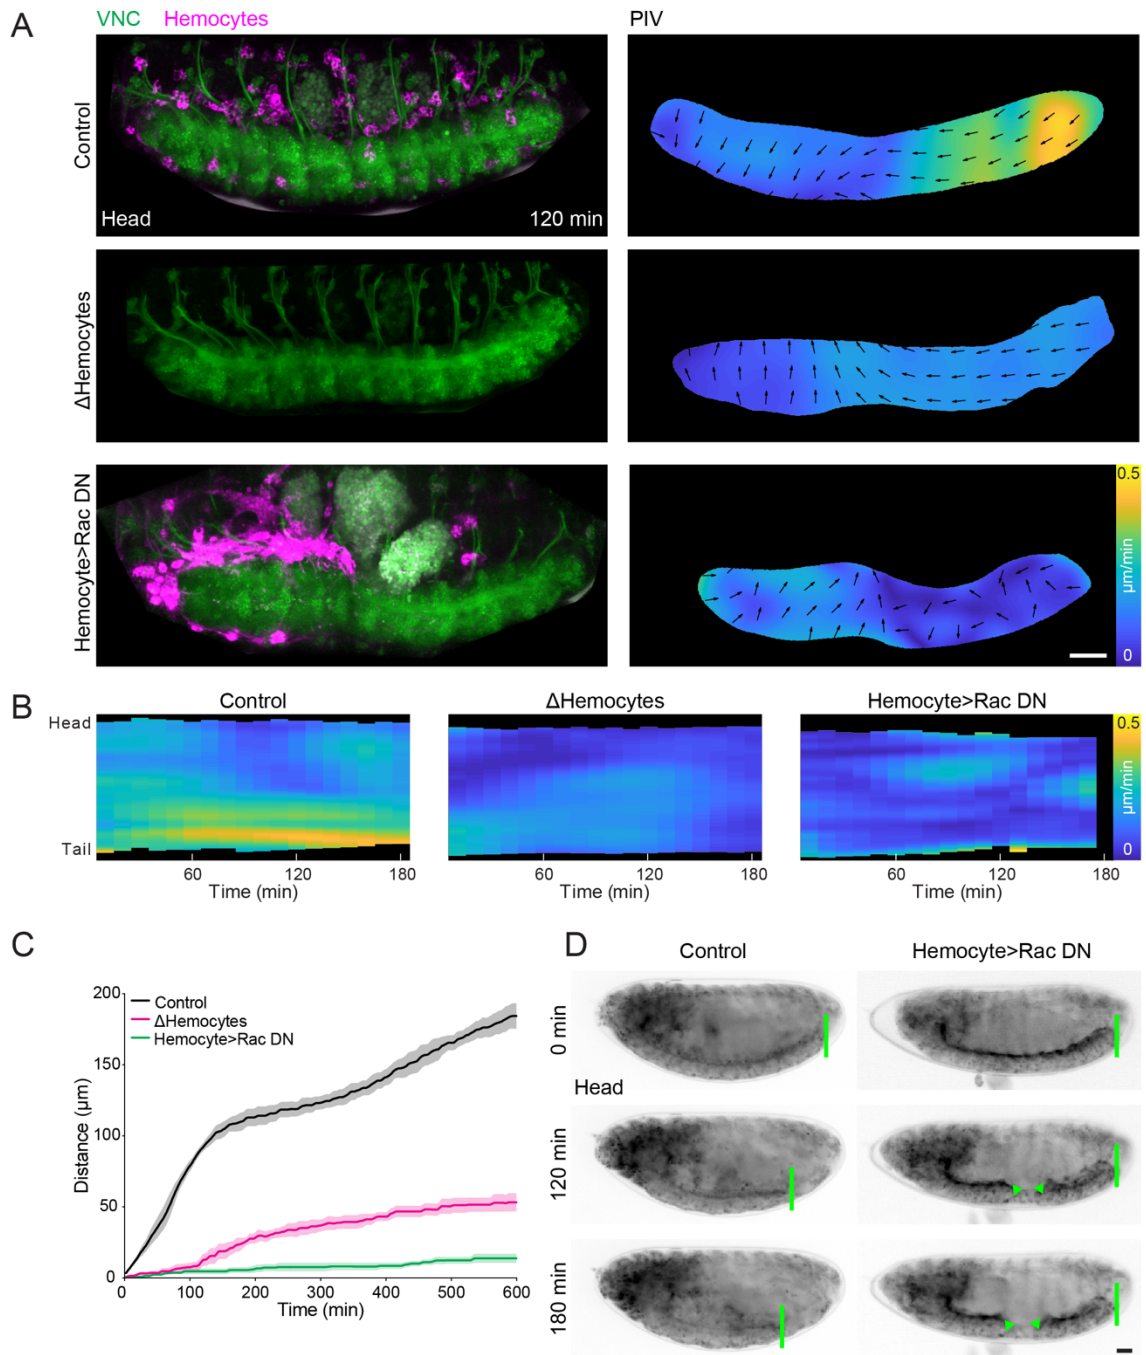 A
VNC Hemocytes
PIV
Control
Head
120 min
ΔHemocytes
Hemocyte>Rac DN
0.5
μm/min
0
B
Control
ΔHemocytes
Hemocyte>Rac DN
Head
Tail
60 120 180
Time (min)
60 120 180
Time (min)
60 120 180
Time (min)
0.5
μm/min
0
C
200
150
100
50
0
Distance (μm)
Control
ΔHemocytes
Hemocyte>Rac DN
0 100 200 300 400 500 600
Time (min)
D
Control
Hemocyte>Rac DN
0 min
Head
120 min
180 min